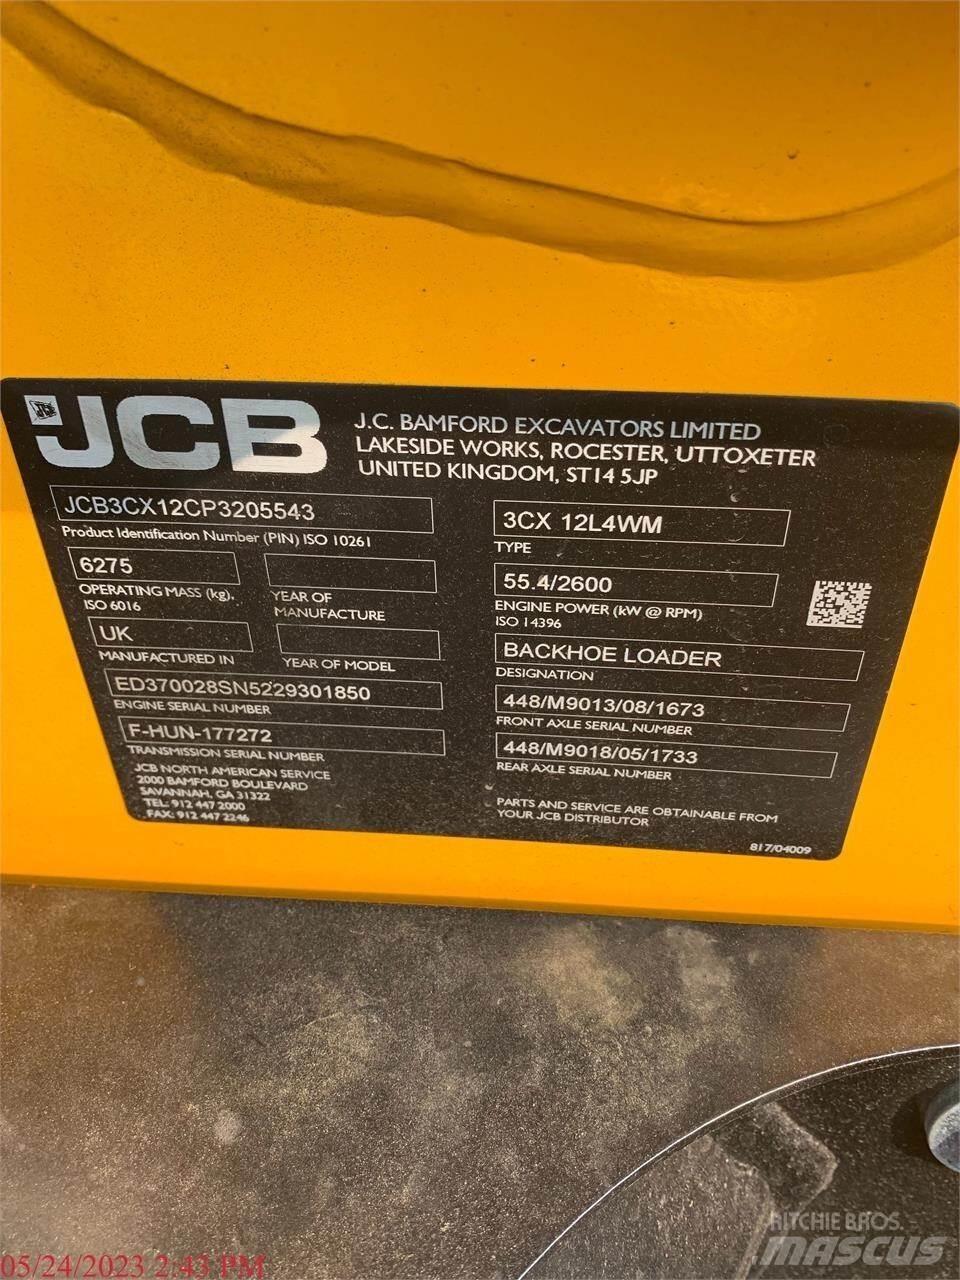 JCB
JCB
J.C. BAMFORD EXCAVATORS LIMITED
LAKESIDE WORKS, ROCESTER, UTTOXETER
UNITED KINGDOM, ST14 5JP
JCB3CX12CP3205543
Product Identification Number (PIN) ISO 10261
6275
OPERATING MASS (kg).
ISO 6016
YEAR OF
MANUFACTURE
UK
MANUFACTURED IN
YEAR OF MODEL
ED370028SN5229301850
ENGINE SERIAL NUMBER
F-HUN-177272
TRANSMISSION SERIAL NUMBER
JCB NORTH AMERICAN SERVICE
2000 BAMFORD BOULEVARD
SAVANNAH, GA 31322
TEL: 912 447 2000
FAX: 912 447 2246
3CX 12L4WM
TYPE
55.4/2600
ENGINE POWER (kW @ RPM)
ISO 14396
BACKHOE LOADER
DESIGNATION
448/M9013/08/1673
FRONT AXLE SERIAL NUMBER
448/M9018/05/1733
REAR AXLE SERIAL NUMBER
PARTS AND SERVICE ARE OBTAINABLE FROM
YOUR JCB DISTRIBUTOR
817/04009
05/24/2023 2:43 PM
RITCHIE BROS.
MASCUS